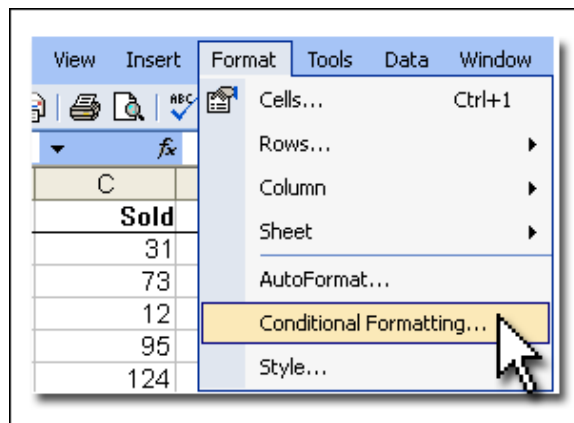 View Insert Format Tools Data Window
ABC
Cells... Ctrl+1
Rows...
fx
Column
C
Sold
Sheet
31
73
AutoFormat...
12
Conditional Formatting...
95
Style...
124